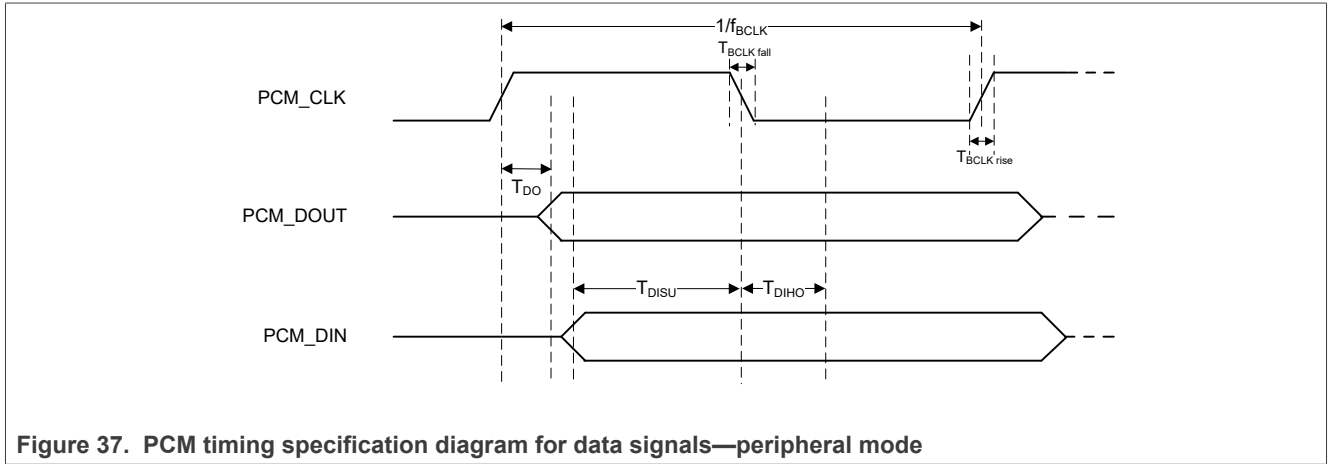 1/fBCLK
TBCLK fall
PCM_CLK
TBCLK rise
TDO
PCM_DOUT
TDISU
TDIHO
PCM_DIN
Figure 37. PCM timing specification diagram for data signals—peripheral mode